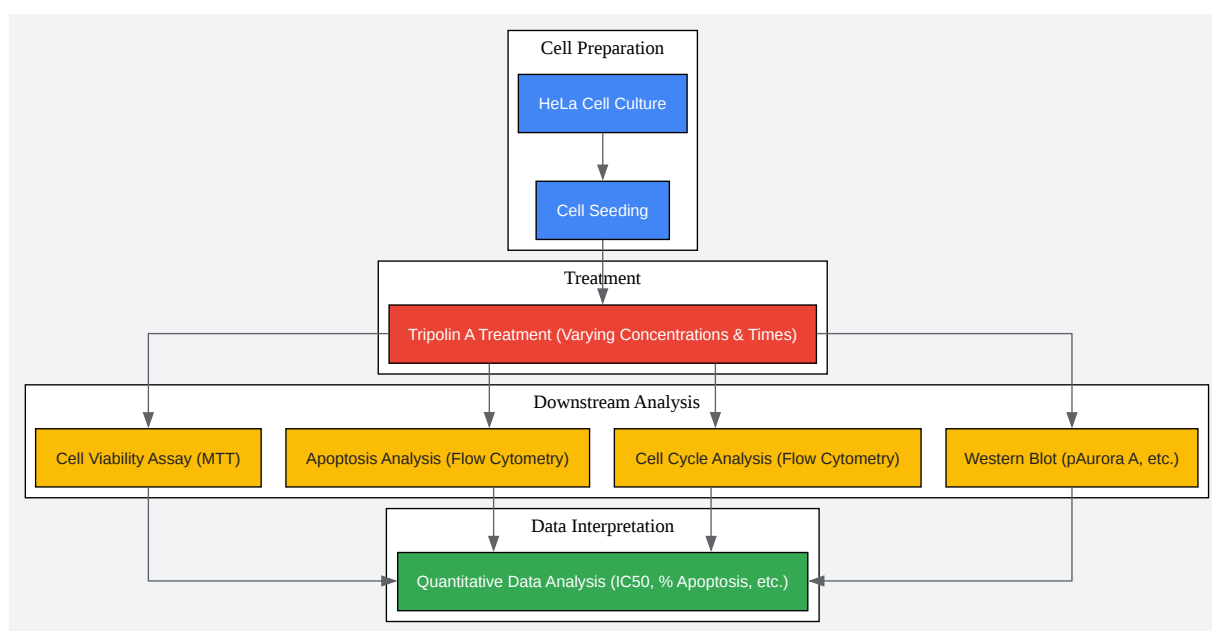 Cell Preparation
HeLa Cell Culture
Cell Seeding
Treatment
Tripolin A Treatment (Varying Concentrations & Times)
Downstream Analysis
Cell Viability Assay (MTT)
Apoptosis Analysis (Flow Cytometry)
Cell Cycle Analysis (Flow Cytometry)
Western Blot (pAurora A, etc.)
Data Interpretation
Quantitative Data Analysis (IC50, % Apoptosis, etc.)